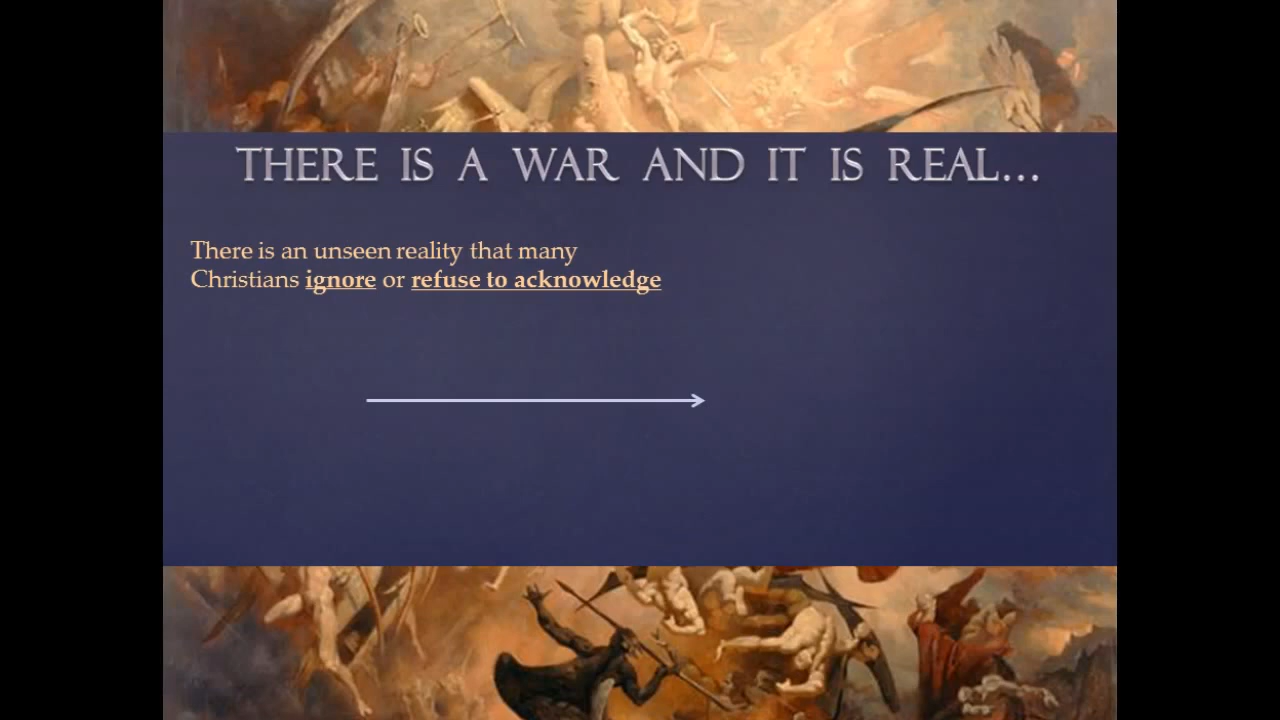 THERE IS A WAR AND IT IS REAL...
There is an unseen reality that many
Christians ignore or refuse to acknowledge